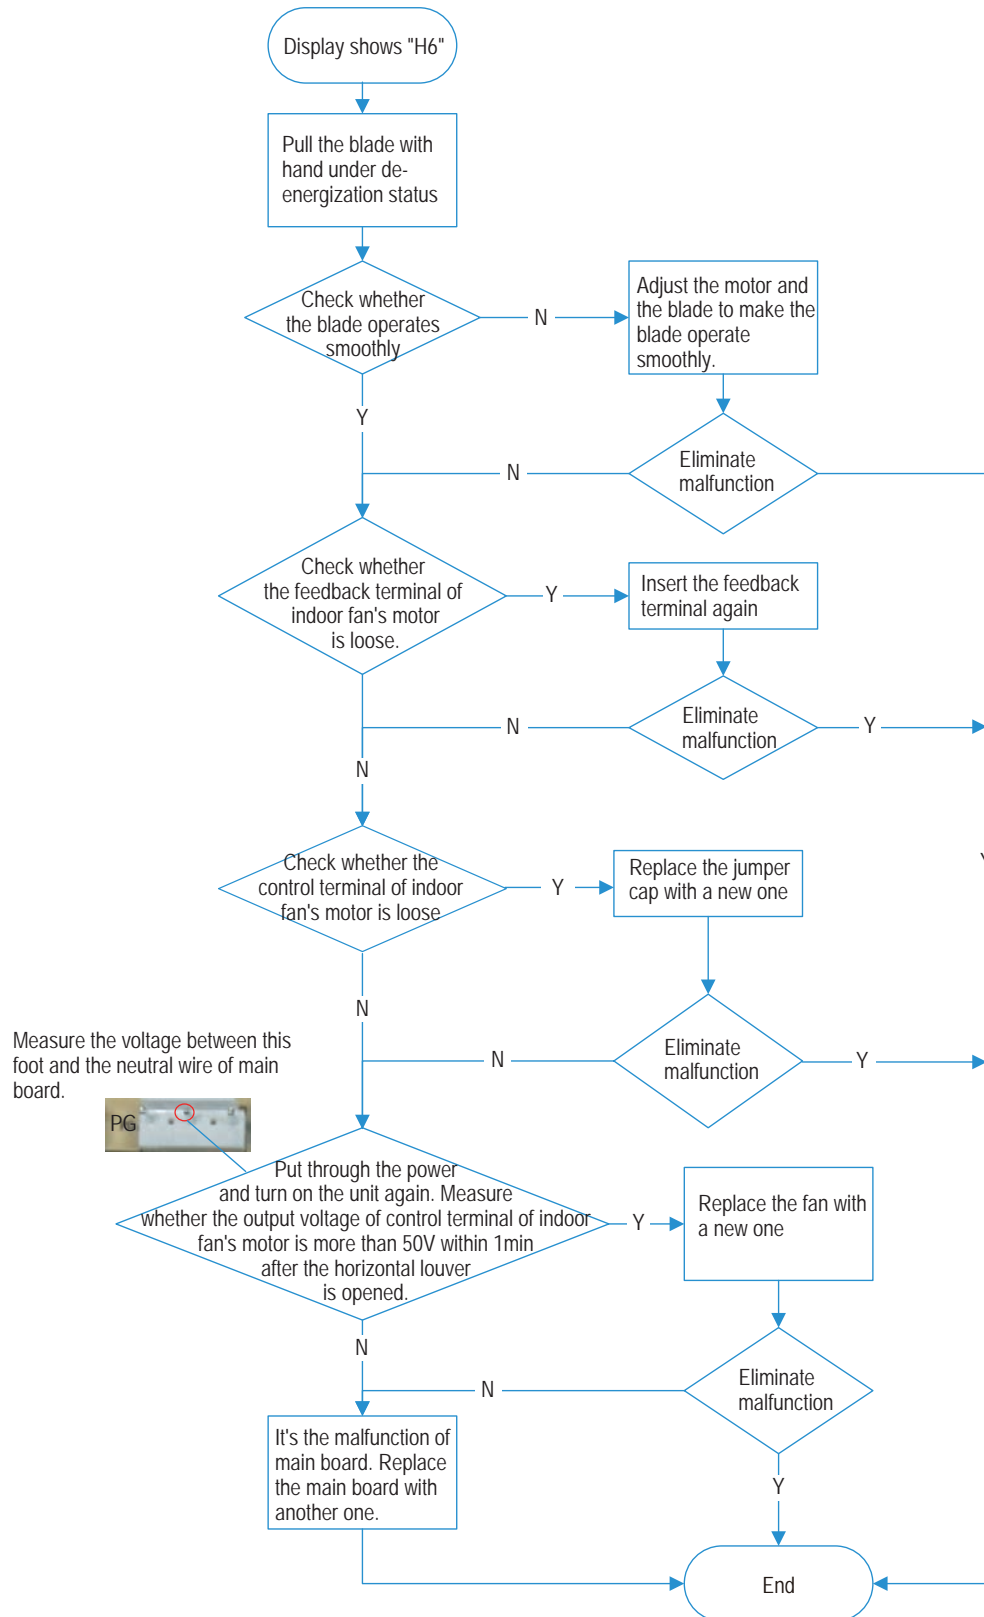 Display shows "H6"
Pull the blade with
hand under de-
energization status
Check whether
the blade operates
smoothly
N
Adjust the motor and
the blade to make the
blade operate
smoothly.
Y
N
Eliminate
malfunction
Check whether
the feedback terminal of
indoor fan's motor
is loose.
Y
Insert the feedback
terminal again
N
Eliminate
malfunction
Y
N
Check whether the
control terminal of indoor
fan's motor is loose
Y
Replace the jumper
cap with a new one
Y
N
N
Eliminate
malfunction
Y
Measure the voltage between this
foot and the neutral wire of main
board.
PG
Put through the power
and turn on the unit again. Measure
whether the output voltage of control terminal of indoor
fan's motor is more than 50V within 1min
after the horizontal louver
is opened.
Y
Replace the fan with
a new one
N
N
Eliminate
malfunction
It's the malfunction of
main board. Replace
the main board with
another one.
Y
End